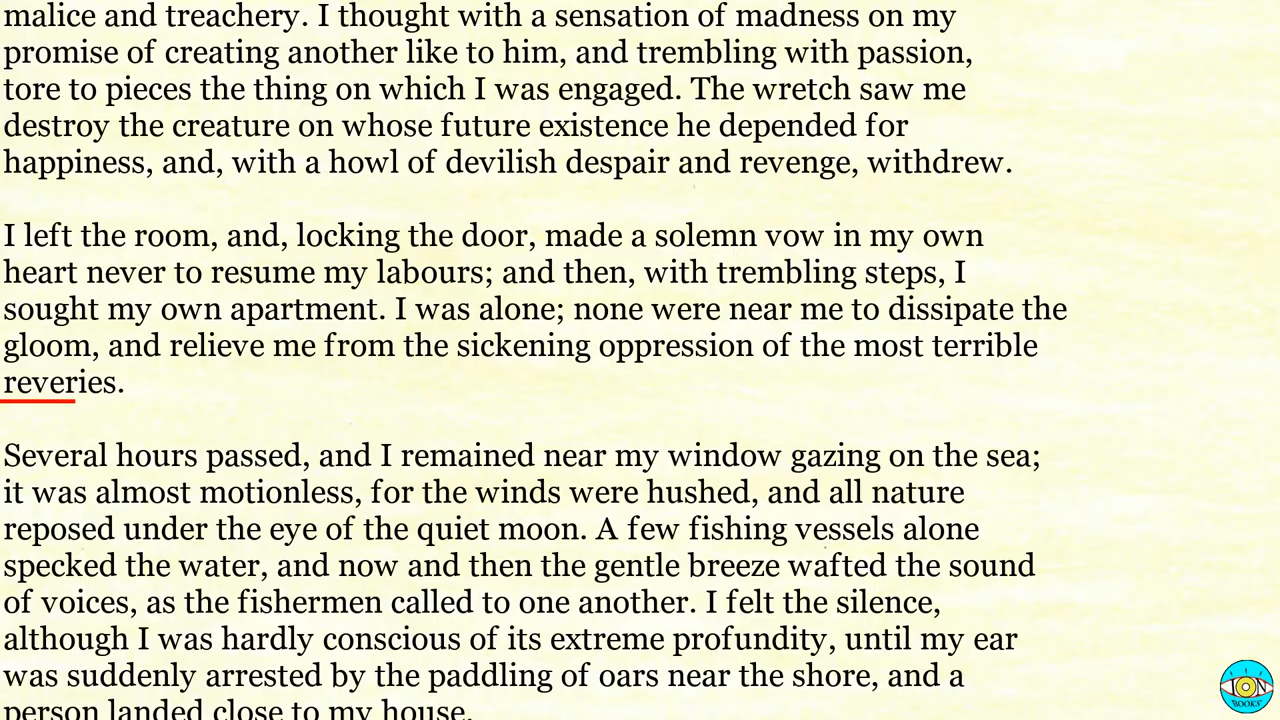 malice and treachery. I thought with a sensation of madness on my
promise of creating another like to him, and trembling with passion,
tore to pieces the thing on which I was engaged. The wretch saw me
destroy the creature on whose future existence he depended for
happiness, and, with a howl of devilish despair and revenge, withdrew.
I left the room, and, locking the door, made a solemn vow in my own
heart never to resume my labours; and then, with trembling steps, I
sought my own apartment. I was alone; none were near me to dissipate the
gloom, and relieve me from the sickening oppression of the most terrible
reveries.
Several hours passed, and I remained near my window gazing on the sea;
it was almost motionless, for the winds were hushed, and all nature
reposed under the eye of the quiet moon. A few fishing vessels alone
specked the water, and now and then the gentle breeze wafted the sound
of voices, as the fishermen called to one another. I felt the silence,
although I was hardly conscious of its extreme profundity, until my ear
was suddenly arrested by the paddling of oars near the shore, and a
person landed close to my house.
ION
BOOKS